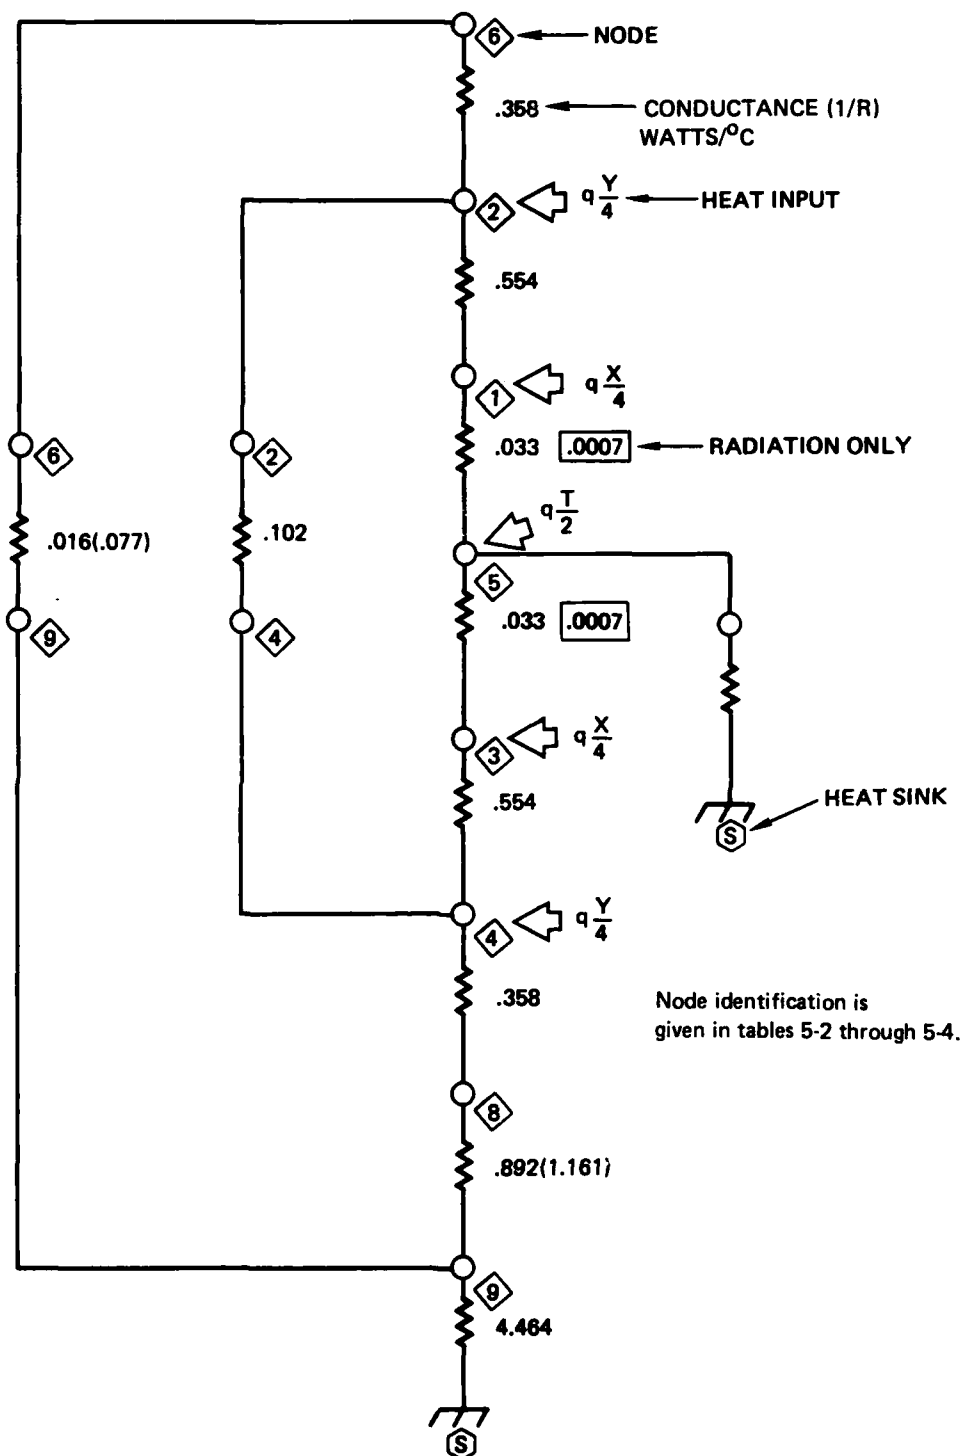 6 NODE
.358 CONDUCTANCE (1/R)
WATTS/°C
2 q Y/4 HEAT INPUT
.554
1 q X/4
6 2 .033 .0007 RADIATION ONLY
q T/2
.016(.077) .102
5
9 4 .033 .0007
3 q X/4
.554 HEAT SINK
S
4 q Y/4
.358 Node identification is
given in tables 5-2 through 5-4.
8
.892(1.161)
9
4.464
S